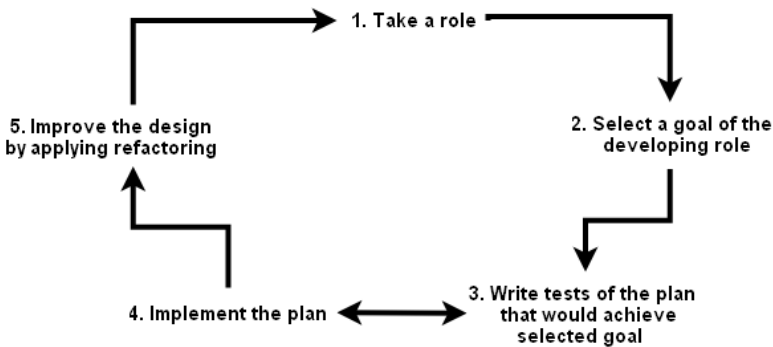 1. Take a role
2. Select a goal of the
developing role
3. Write tests of the plan
that would achieve
selected goal
4. Implement the plan
5. Improve the design
by applying refactoring